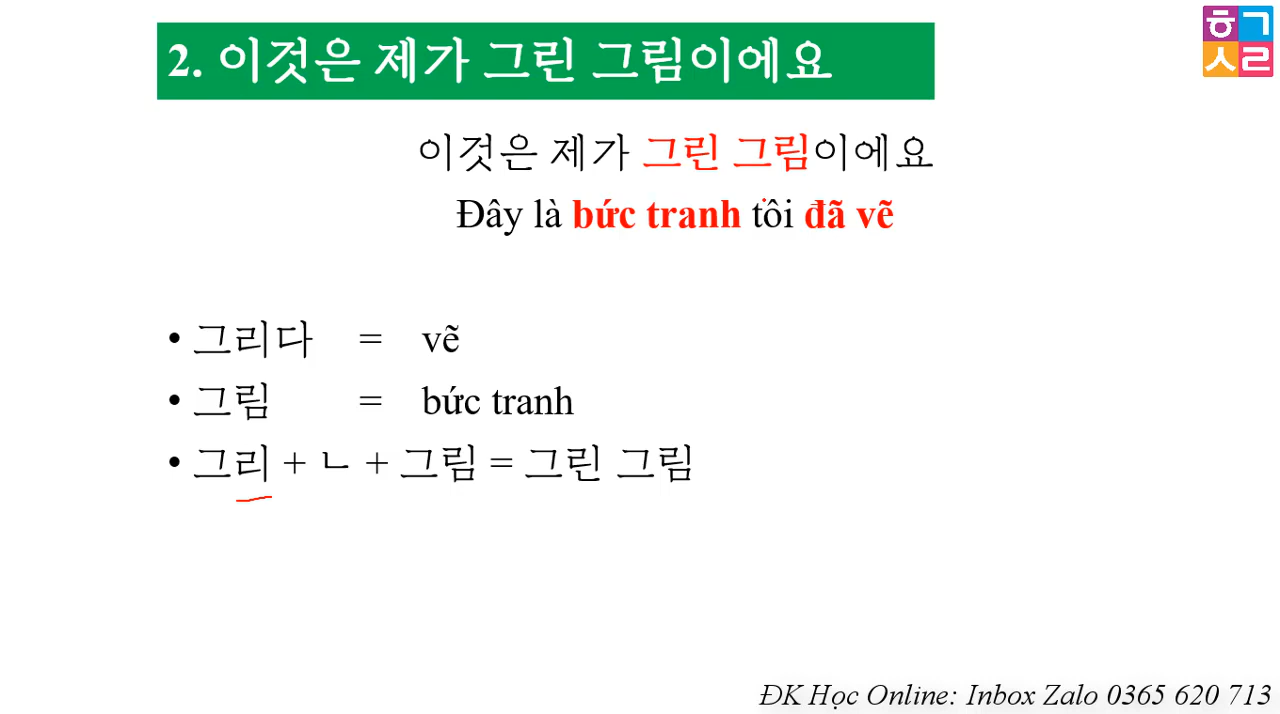 2. 이것은 제가 그린 그림이에요
ㅎㄱ
ㅅㄹ
이것은 제가 그린 그림이에요
Đây là bức tranh tôi đã vẽ
• 그리다 = vẽ
• 그림 = bức tranh
• 그리 + ㄴ + 그림 = 그린 그림
ĐK Học Online: Inbox Zalo 0365 620 713